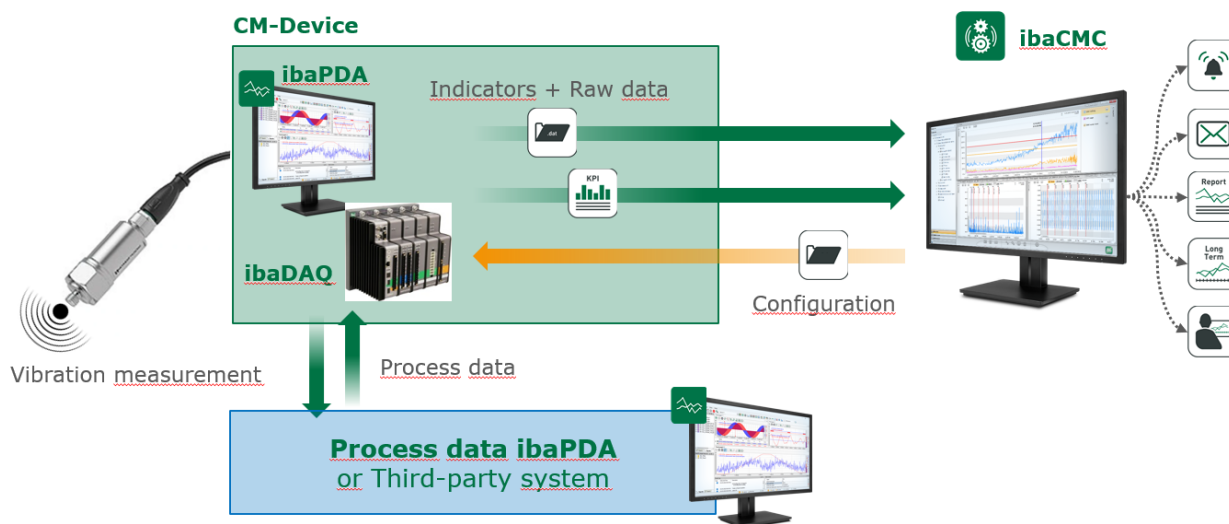 CM-Device
ibaCMC
ibaPDA
Indicators + Raw data
.dat
KPI
Report
ibaDAQ
Long
Term
Configuration
Vibration measurement
Process data
Process data ibaPDA
or Third-party system